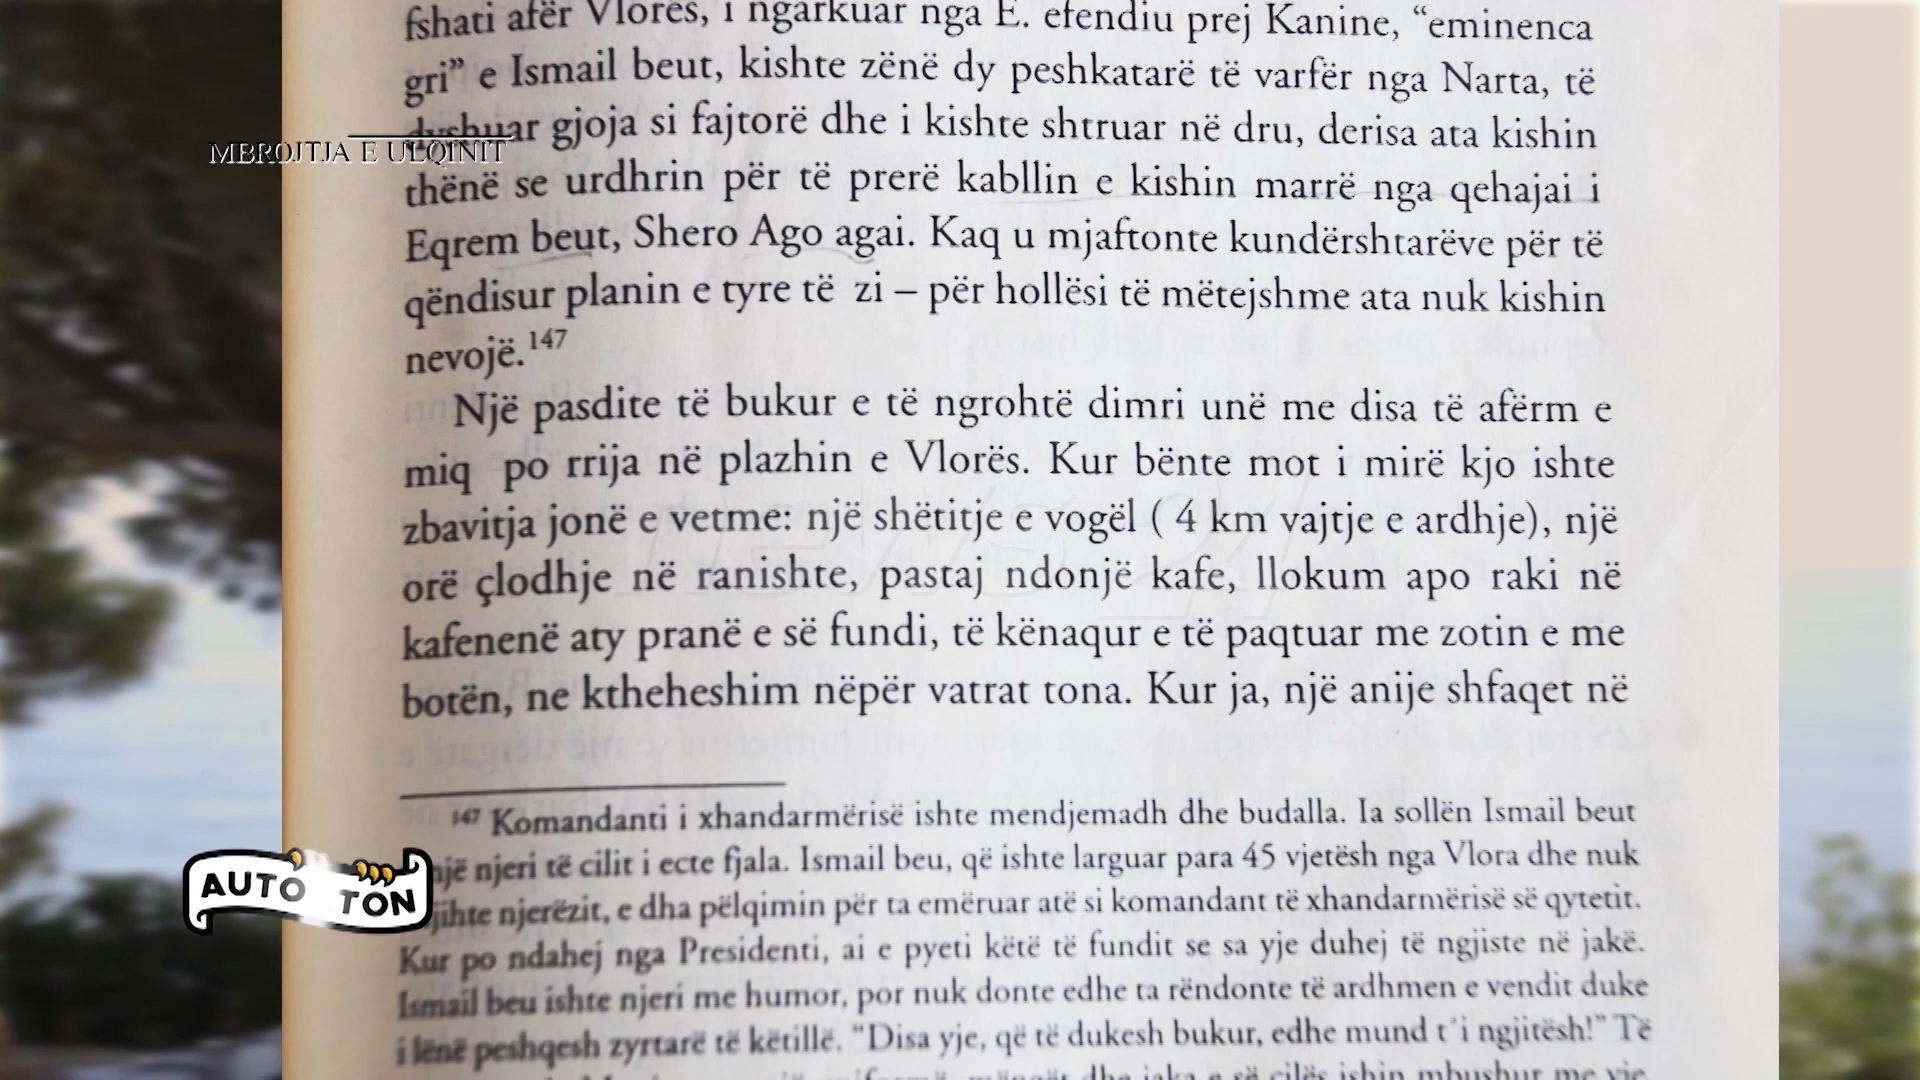 fshati afër Vlorës, i ngarkuar nga E. efendiu prej Kanine, “eminenca
gri” e Ismail beut, kishte zënë dy peshkatarë të varfër nga Narta, të
dyshuar gjoja si fajtorë dhe i kishte shtruar në dru, derisa ata kishin
MBROJTJA E ULQINIT
thënë se urdhrin për të prerë kabllin e kishin marrë nga qehajai i
Eqrem beut, Shero Ago agai. Kaq u mjaftonte kundërshtarëve për të
qëndisur planin e tyre të zi – për hollësi të mëtejshme ata nuk kishin
nevojë.147
Një pasdite të bukur e të ngrohtë dimri unë me disa të afërm e
miq po rrija në plazhin e Vlorës. Kur bënte mot i mirë kjo ishte
zbavitja jonë e vetme: një shëtitje e vogël ( 4 km vajtje e ardhje), një
orë çlodhje në ranishte, pastaj ndonjë kafe, llokum apo raki në
kafenenë aty pranë e së fundi, të kënaqur e të paqtuar me zotin e me
botën, ne ktheheshim nëpër vatrat tona. Kur ja, një anije shfaqet në
147 Komandanti i xhandarmërisë ishte mendjemadh dhe budalla. Ia sollën Ismail beut
një njeri të cilit i ecte fjala. Ismail beu, që ishte larguar para 45 vjetësh nga Vlora dhe nuk
njerëzit, e dha pëlqimin për ta emëruar atë si komandant të xhandarmërisë së qytetit.
Kur po ndahej nga Presidenti, ai e pyeti këtë të fundit se sa yje duhej të ngjiste në jakë.
Ismail beu ishte njeri me humor, por nuk donte edhe ta rëndonte të ardhmen e vendit duke
i lënë peshqesh zyrtarë të këtillë. “Disa yje, që të dukesh bukur, edhe mund t´i ngjitësh!” Të
dhe jaka e së cilës ishin mbushur me yje
AUTO TON